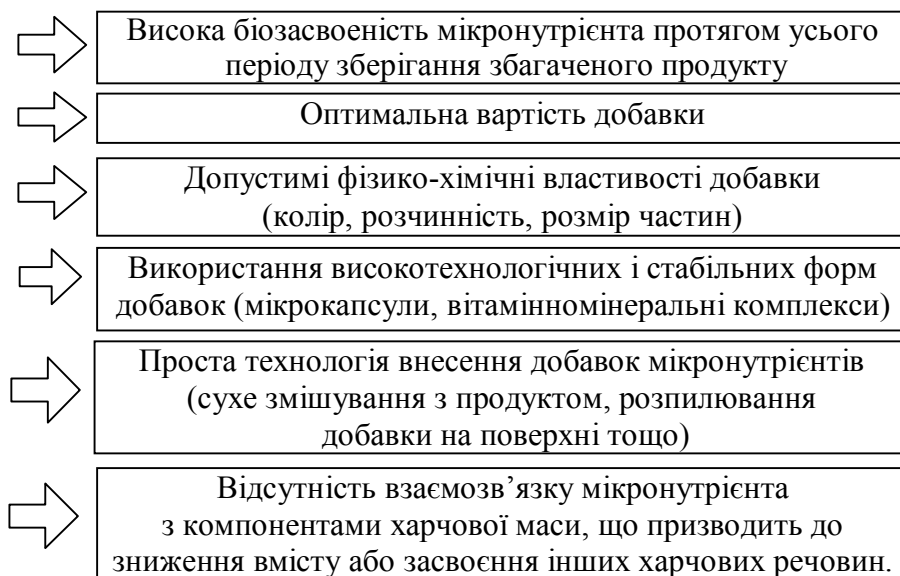 Висока біозасвоеність мікронутрієнта протягом усього
періоду зберігання збагаченого продукту
Оптимальна вартість добавки
Допустимі фізико-хімічні властивості добавки
(колір, розчинність, розмір частин)
Використання високотехнологічних і стабільних форм
добавок (мікрокапсули, вітамінномінеральні комплекси)
Проста технологія внесення добавок мікронутрієнтів
(сухе змішування з продуктом, розпилювання
добавки на поверхні тощо)
Відсутність взаємозв’язку мікронутрієнта
з компонентами харчової маси, що призводить до
зниження вмісту або засвоєння інших харчових речовин.